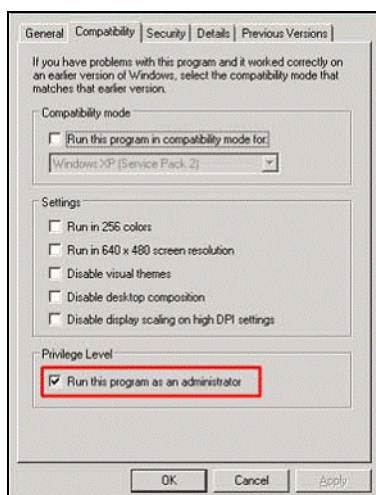 General Compatibility Security Details Previous Versions
If you have problems with this program and it worked correctly on
an earlier version of Windows, select the compatibility mode that
matches that earlier version.
Compatibility mode
Run this program in compatibility mode for:
Windows XP (Service Pack 2)
Settings
Run in 256 colors
Run in 640 x 480 screen resolution
Disable visual themes
Disable desktop composition
Disable display scaling on high DPI settings
Privilege Level
Run this program as an administrator
OK Cancel Apply